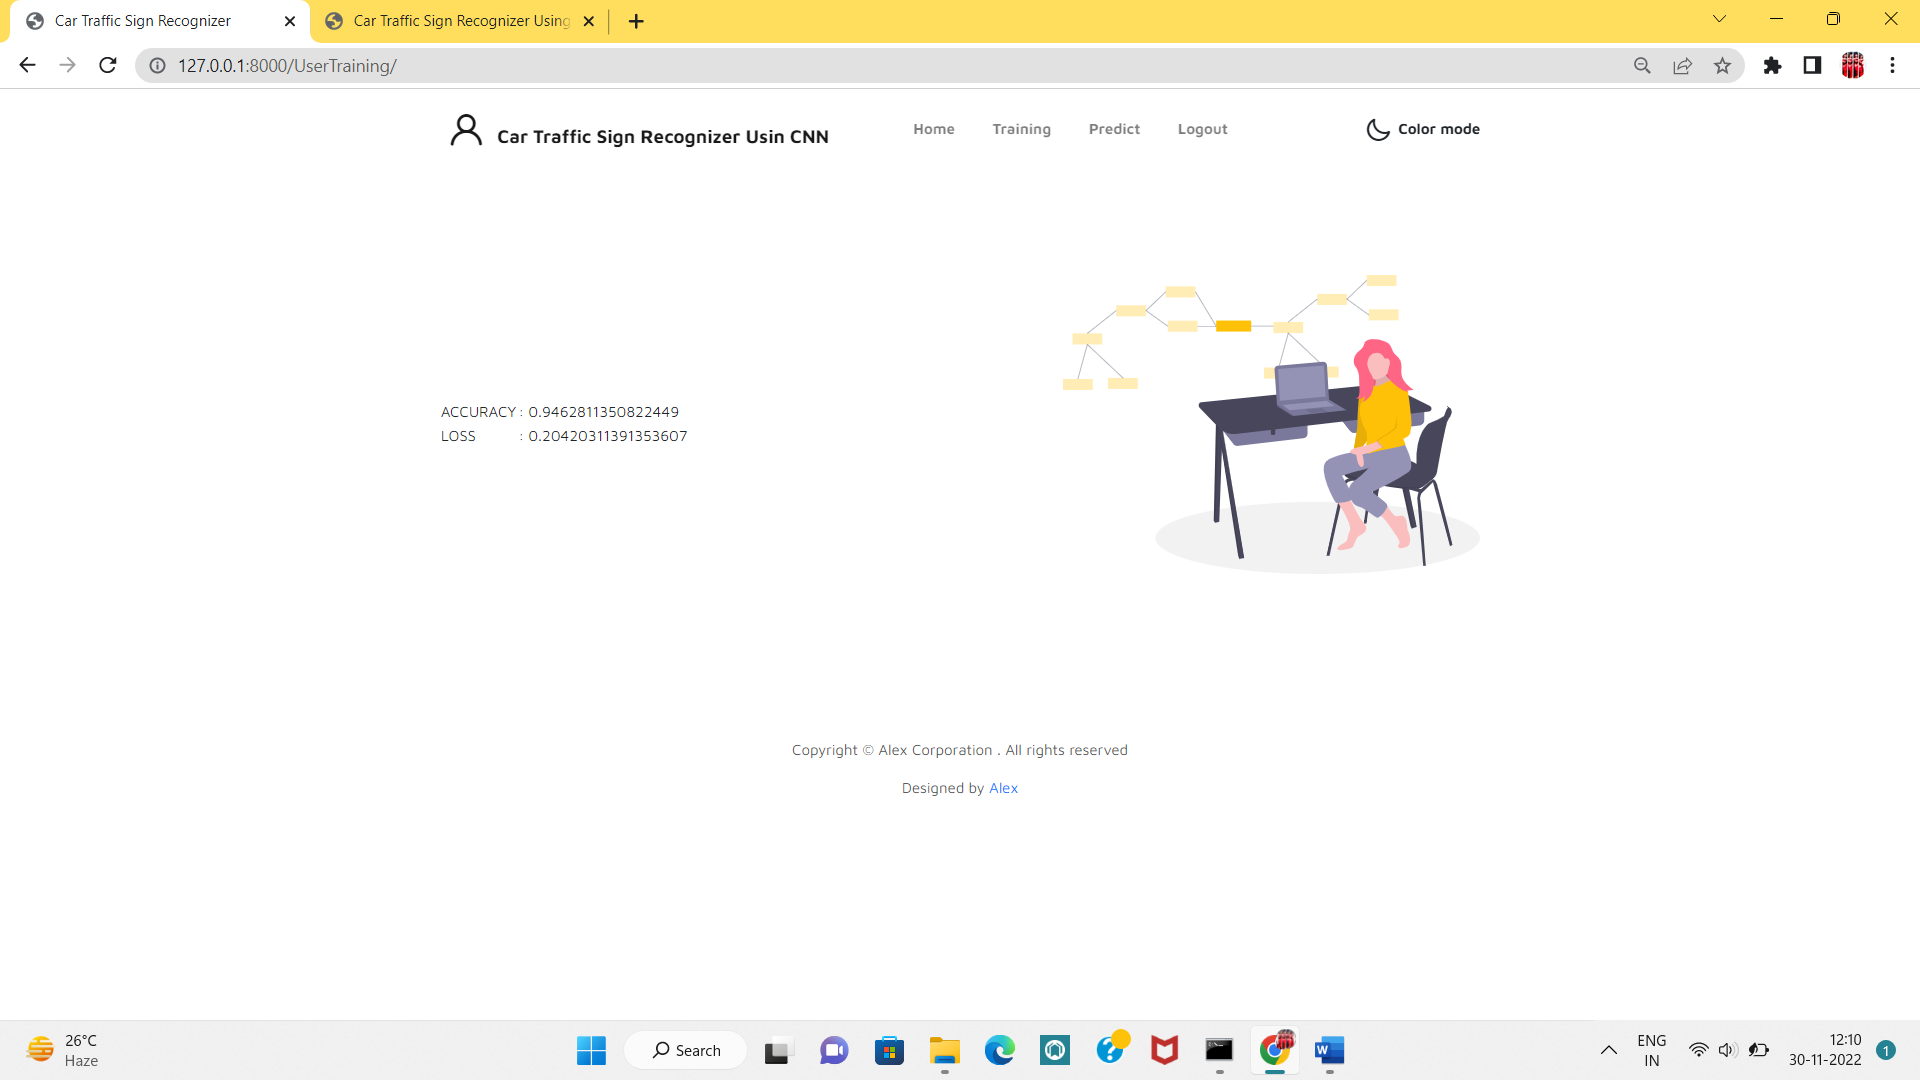 Car Traffic Sign Recognizer
Car Traffic Sign Recognizer Using
127.0.0.1:8000/UserTraining/
Car Traffic Sign Recognizer Usin CNN
Home
Training
Predict
Logout
Color mode
ACCURACY : 0.9462811350822449
LOSS : 0.20420311391353607
Copyright © Alex Corporation . All rights reserved
Designed by Alex
26°C
Haze
Search
ENG
IN
12:10
30-11-2022
1